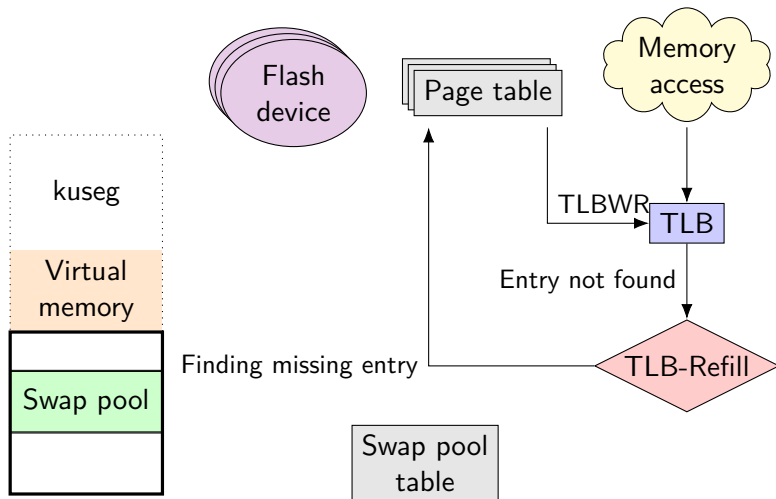 Flash
device
Page table
Memory
access
kuseg
TLBWR
TLB
Virtual
memory
Entry not found
Finding missing entry
TLB-Refill
Swap pool
Swap pool
table